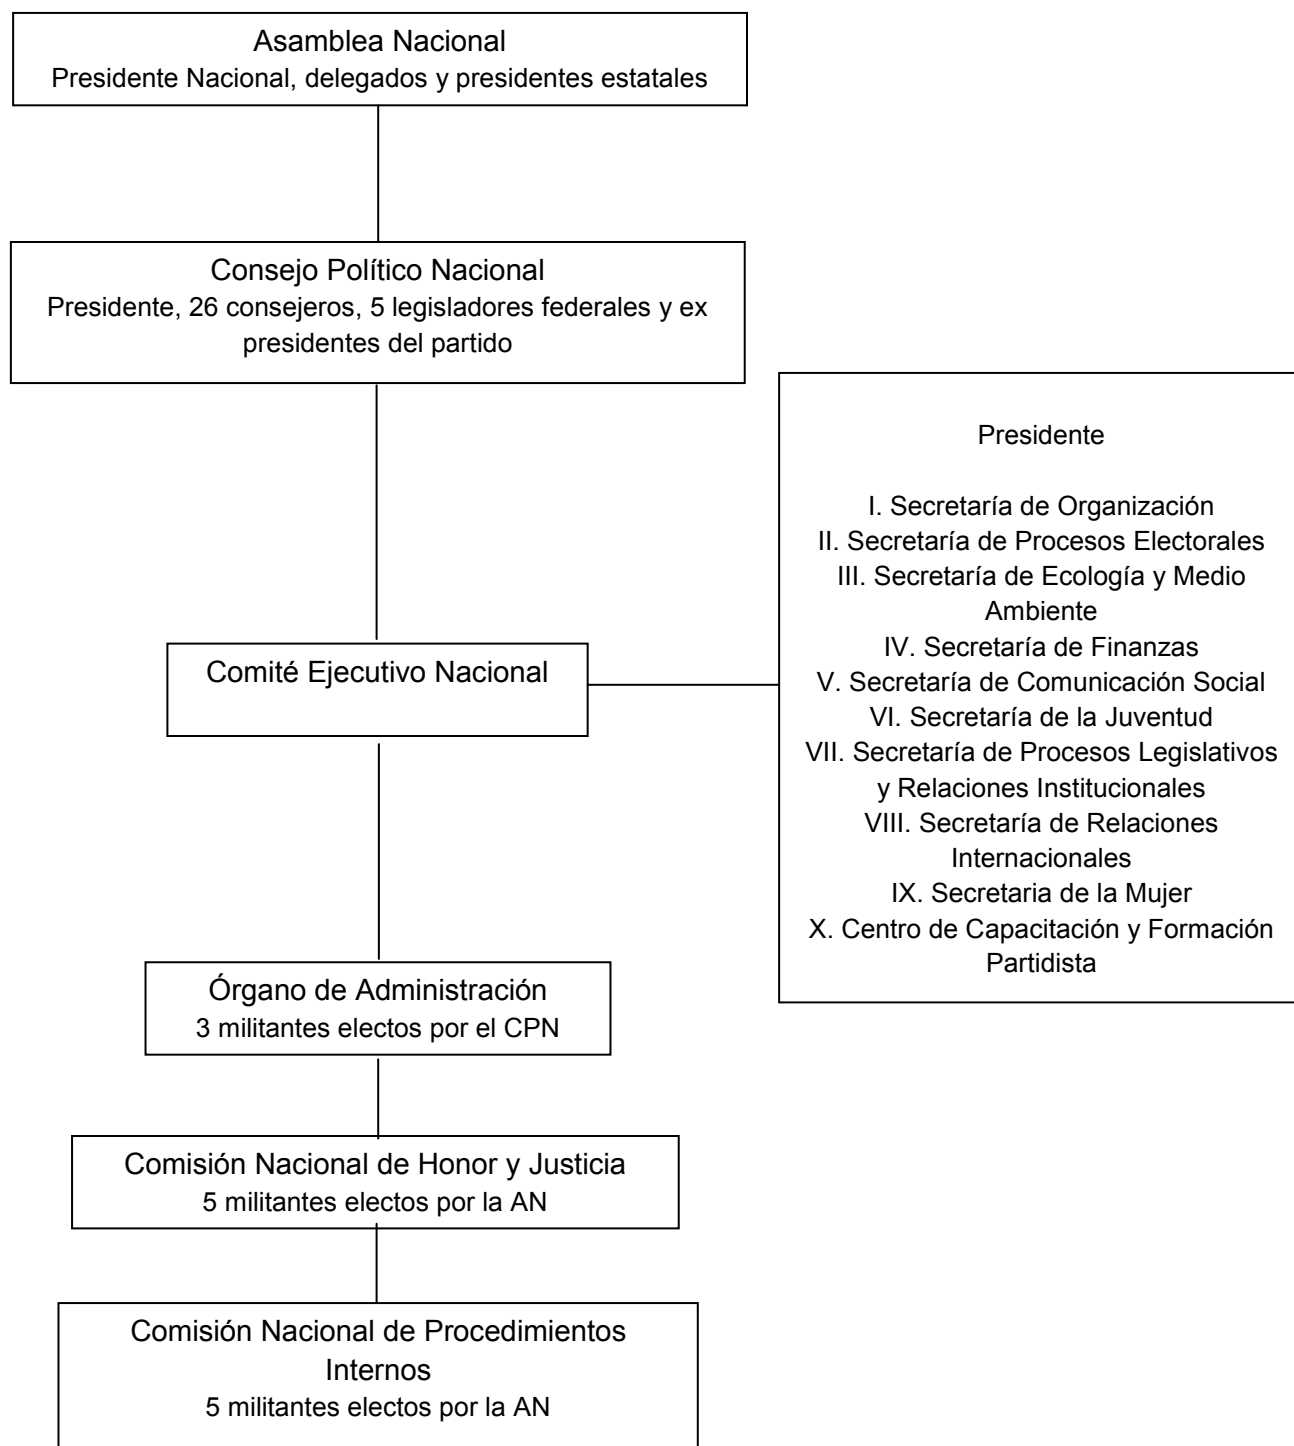 Asamblea Nacional
Presidente Nacional, delegados y presidentes estatales
Consejo Político Nacional
Presidente, 26 consejeros, 5 legisladores federales y ex
presidentes del partido
Presidente
I. Secretaría de Organización
II. Secretaría de Procesos Electorales
III. Secretaría de Ecología y Medio
Ambiente
IV. Secretaría de Finanzas
V. Secretaría de Comunicación Social
VI. Secretaría de la Juventud
VII. Secretaría de Procesos Legislativos
y Relaciones Institucionales
VIII. Secretaría de Relaciones
Internacionales
IX. Secretaria de la Mujer
X. Centro de Capacitación y Formación
Partidista
Comité Ejecutivo Nacional
Órgano de Administración
3 militantes electos por el CPN
Comisión Nacional de Honor y Justicia
5 militantes electos por la AN
Comisión Nacional de Procedimientos
Internos
5 militantes electos por la AN